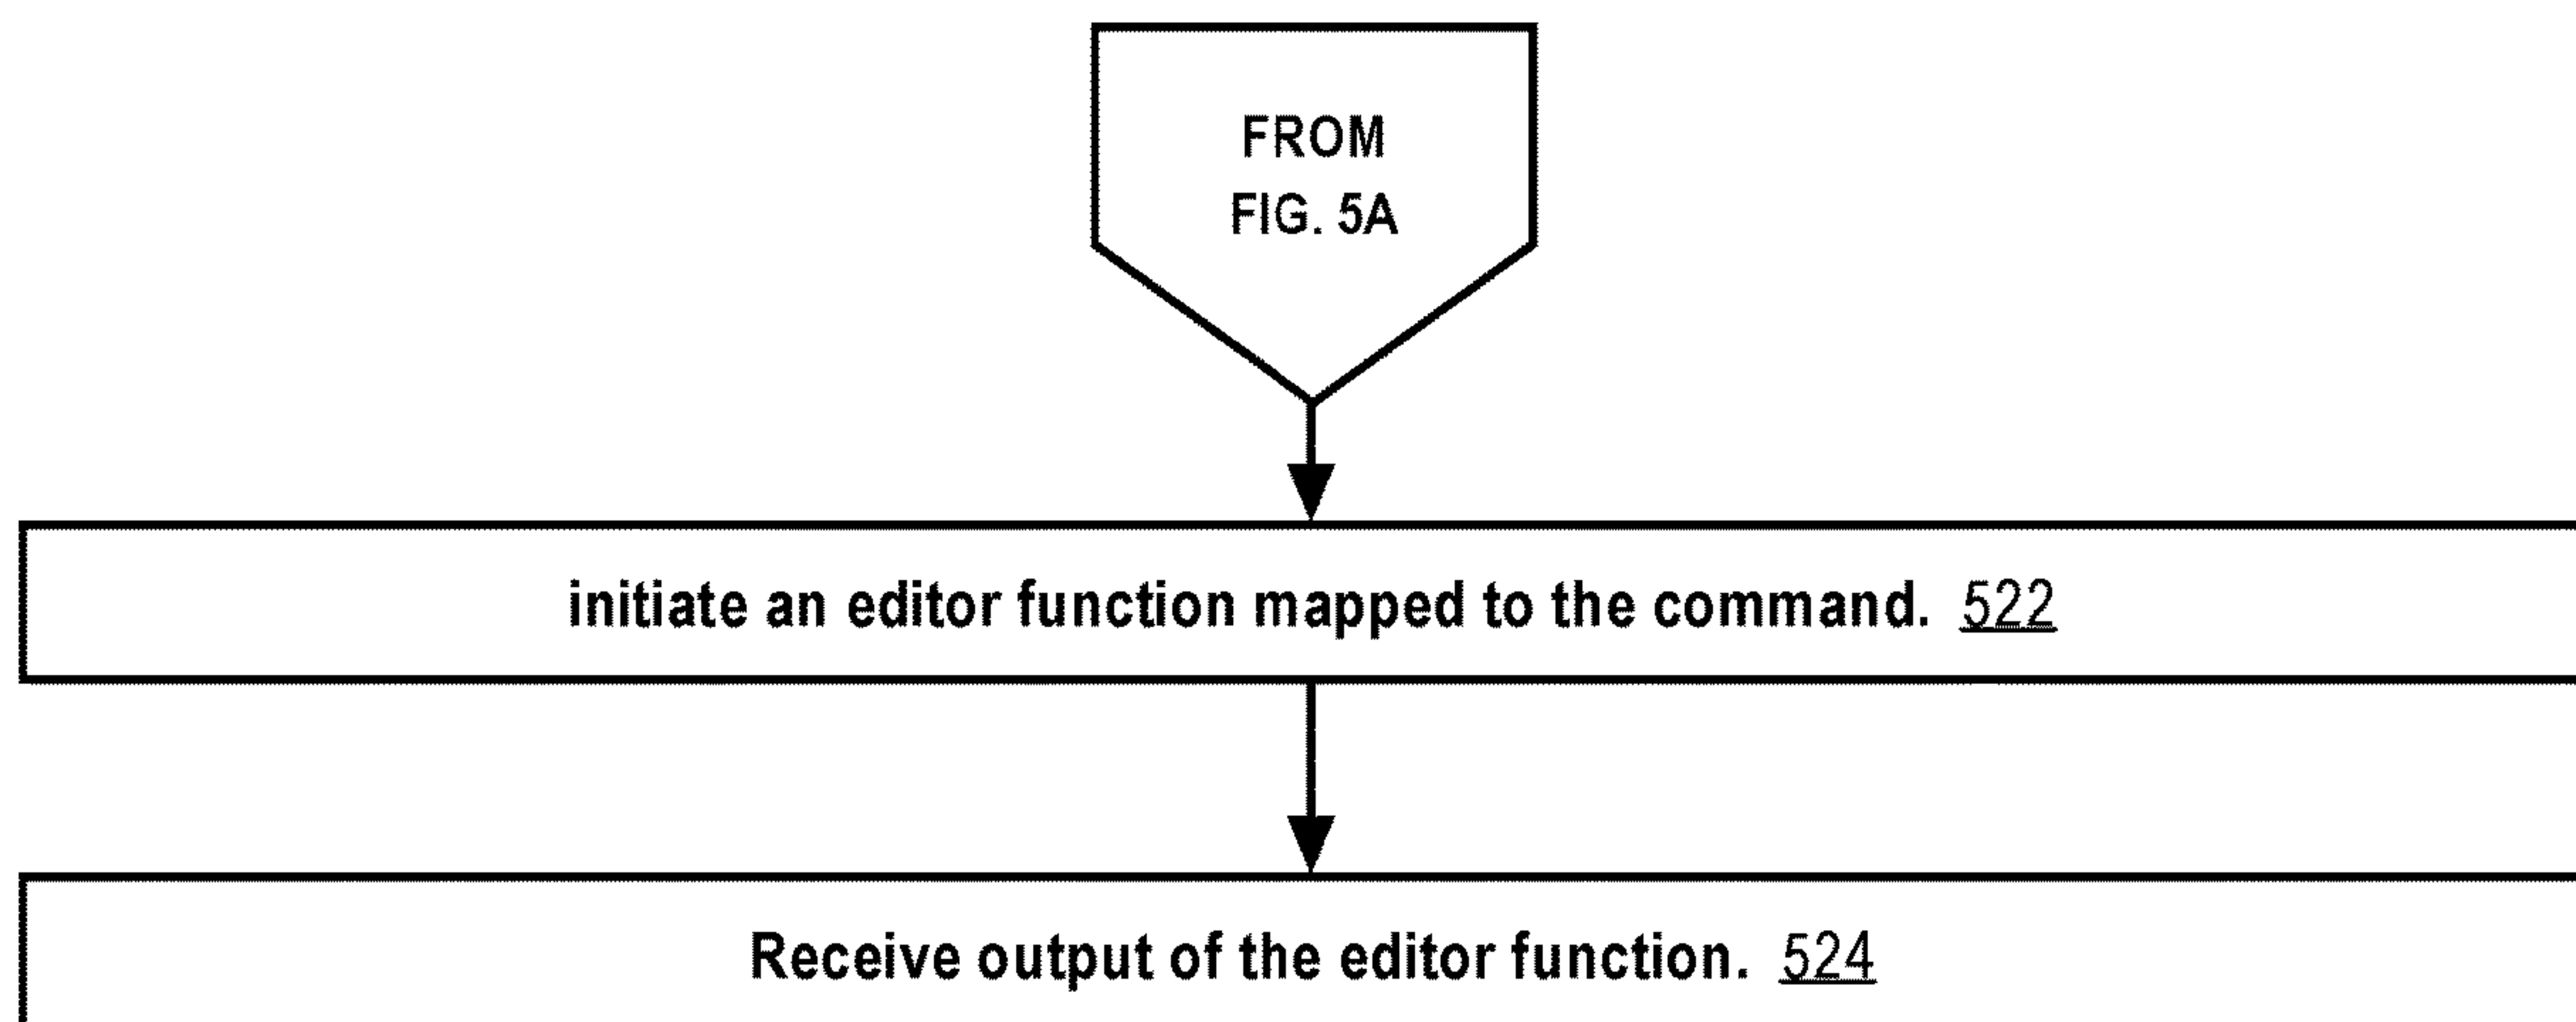 FROM
FIG. 5A
initiate an editor function mapped to the command. 522
Receive output of the editor function. 524